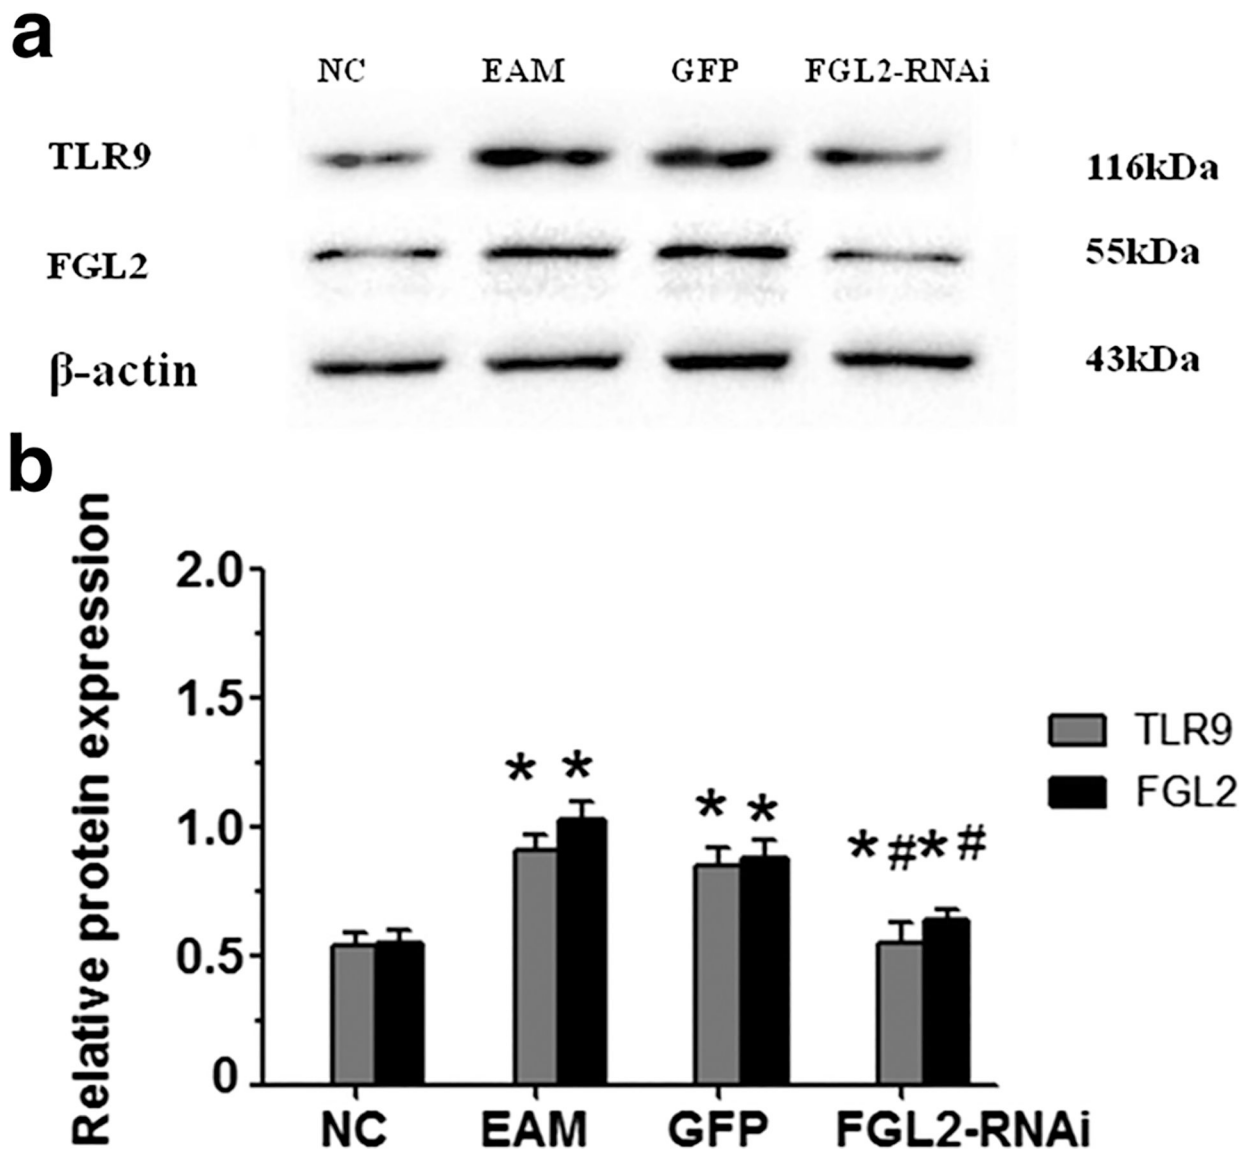 a
NC EAM GFP FGL2-RNAi
TLR9 116kDa
FGL2 55kDa
β-actin 43kDa
b
Relative protein expression
2.0
1.5
1.0
0.5
0
* *
* *
* # * #
TLR9
FGL2
NC EAM GFP FGL2-RNAi